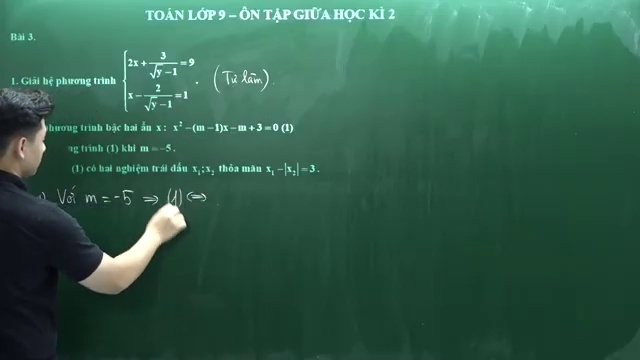 TOÁN LỚP 9 – ÔN TẬP GIỮA HỌC KÌ 2
Bài 3.
1. Giải hệ phương trình { 2x + 3/(√y − 1) = 9 ; x − 2/(√y − 1) = 1 . (Tự làm).
hương trình bậc hai ẩn x : x² − (m − 1)x − m + 3 = 0 (1)
ng trình (1) khi m = −5 .
(1) có hai nghiệm trái dấu x₁ ; x₂ thỏa mãn x₁ − |x₂| = 3 .
) Với m = −5 ⇒ (1) ⇔